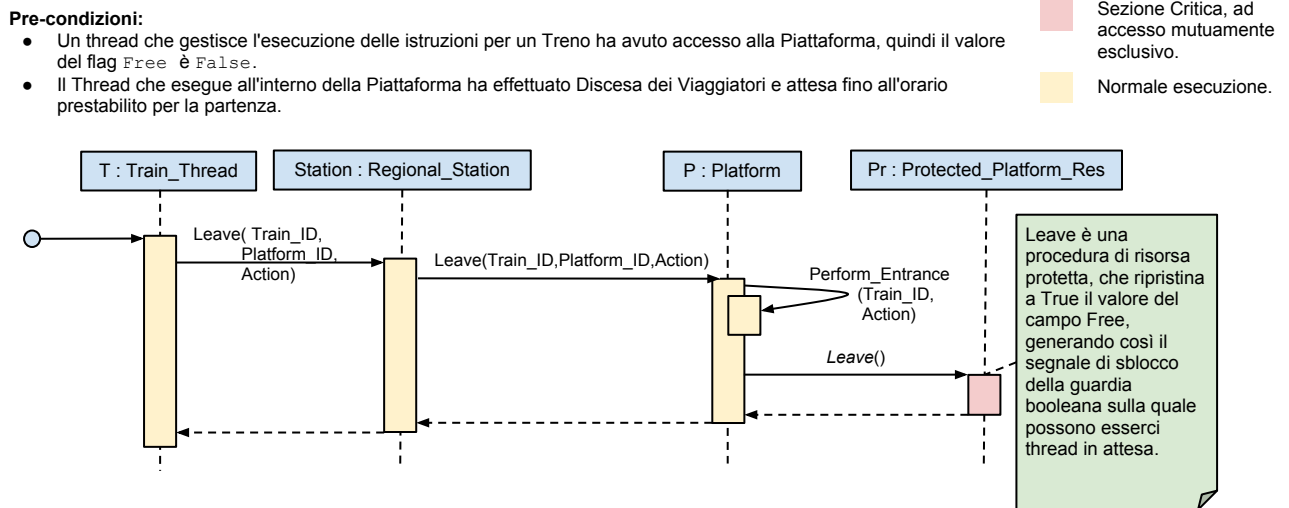 Pre-condizioni:
● Un thread che gestisce l'esecuzione delle istruzioni per un Treno ha avuto accesso alla Piattaforma, quindi il valore
del flag Free è False.
● Il Thread che esegue all'interno della Piattaforma ha effettuato Discesa dei Viaggiatori e attesa fino all'orario
prestabilito per la partenza.
Sezione Critica, ad
accesso mutuamente
esclusivo.
Normale esecuzione.
T : Train_Thread
Station : Regional_Station
P : Platform
Pr : Protected_Platform_Res
Leave( Train_ID,
Platform_ID,
Action)
Leave(Train_ID,Platform_ID,Action)
Perform_Entrance
(Train_ID,
Action)
Leave()
Leave è una
procedura di risorsa
protetta, che ripristina
a True il valore del
campo Free,
generando così il
segnale di sblocco
della guardia
booleana sulla quale
possono esserci
thread in attesa.